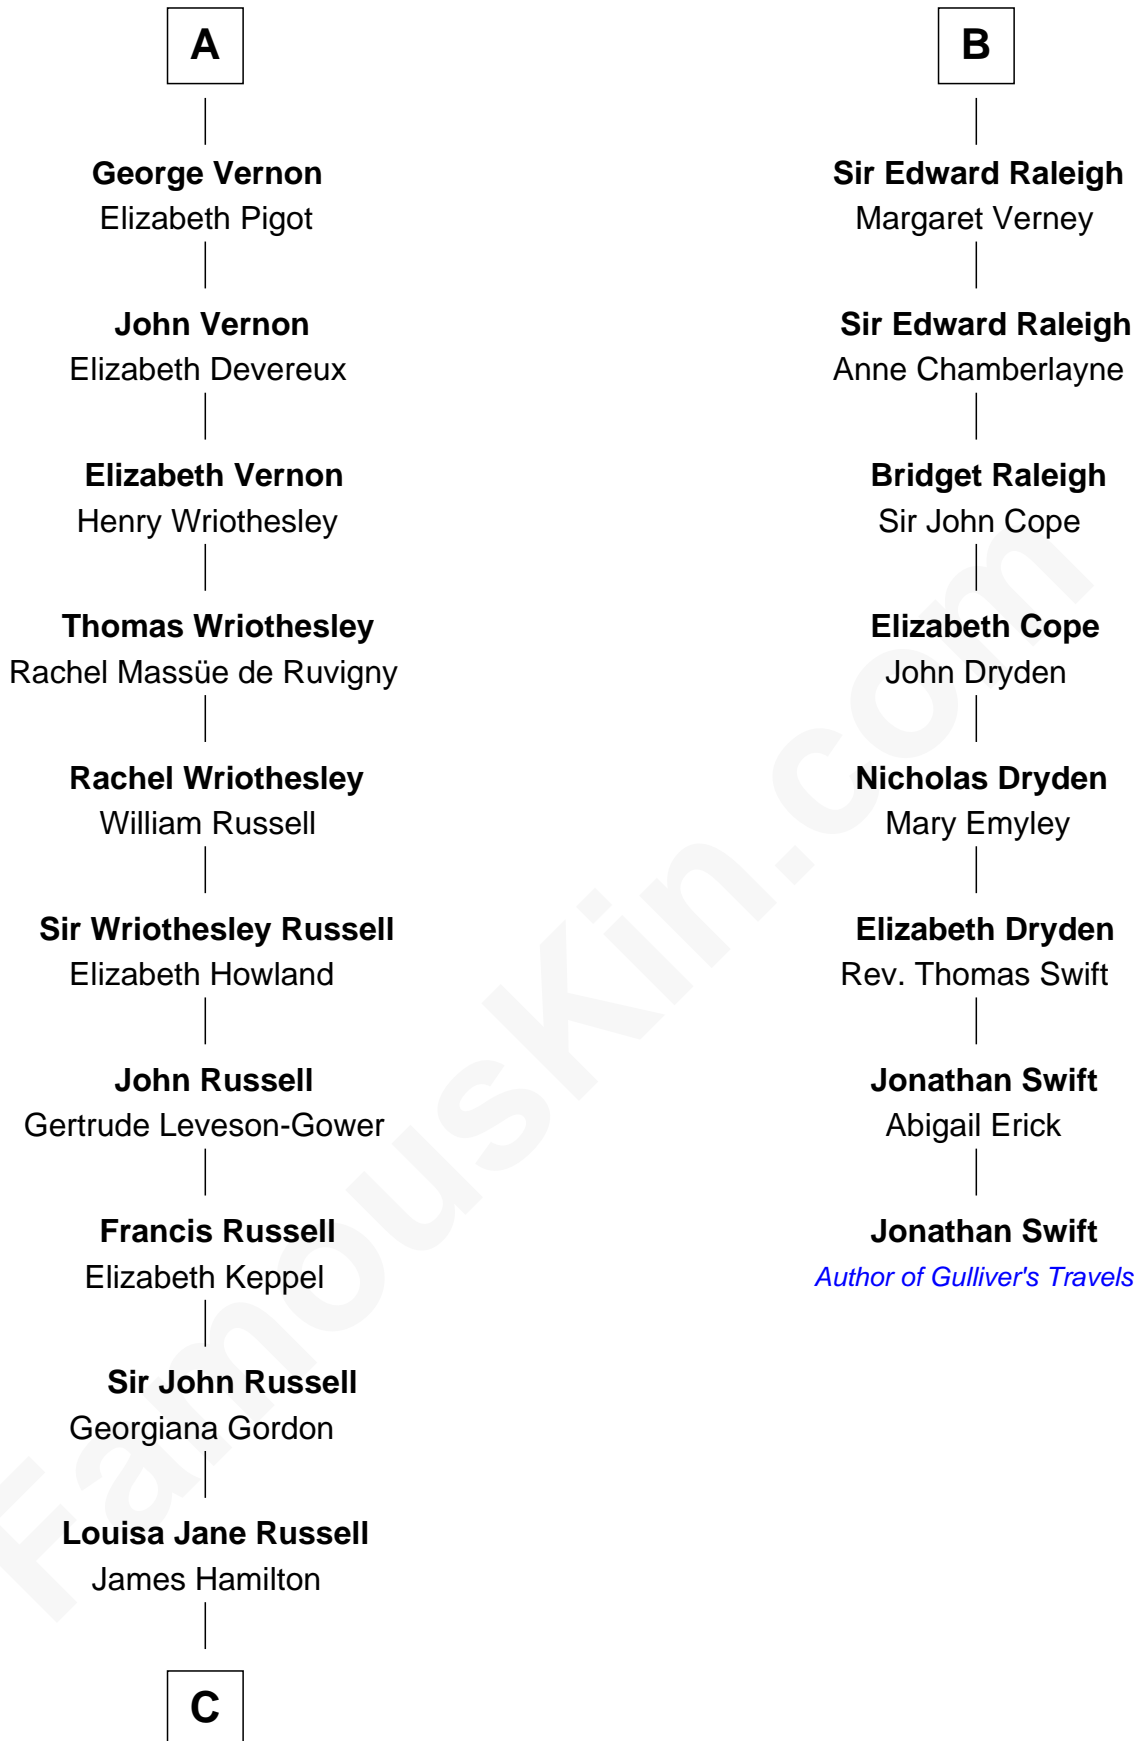 A
George Vernon
Elizabeth Pigot
John Vernon
Elizabeth Devereux
Elizabeth Vernon
Henry Wriothesley
Thomas Wriothesley
Rachel Massüe de Ruvigny
Rachel Wriothesley
William Russell
Sir Wriothesley Russell
Elizabeth Howland
John Russell
Gertrude Leveson-Gower
Francis Russell
Elizabeth Keppel
Sir John Russell
Georgiana Gordon
Louisa Jane Russell
James Hamilton
C
B
Sir Edward Raleigh
Margaret Verney
Sir Edward Raleigh
Anne Chamberlayne
Bridget Raleigh
Sir John Cope
Elizabeth Cope
John Dryden
Nicholas Dryden
Mary Emyley
Elizabeth Dryden
Rev. Thomas Swift
Jonathan Swift
Abigail Erick
Jonathan Swift
Author of Gulliver's Travels
FamousKin.com